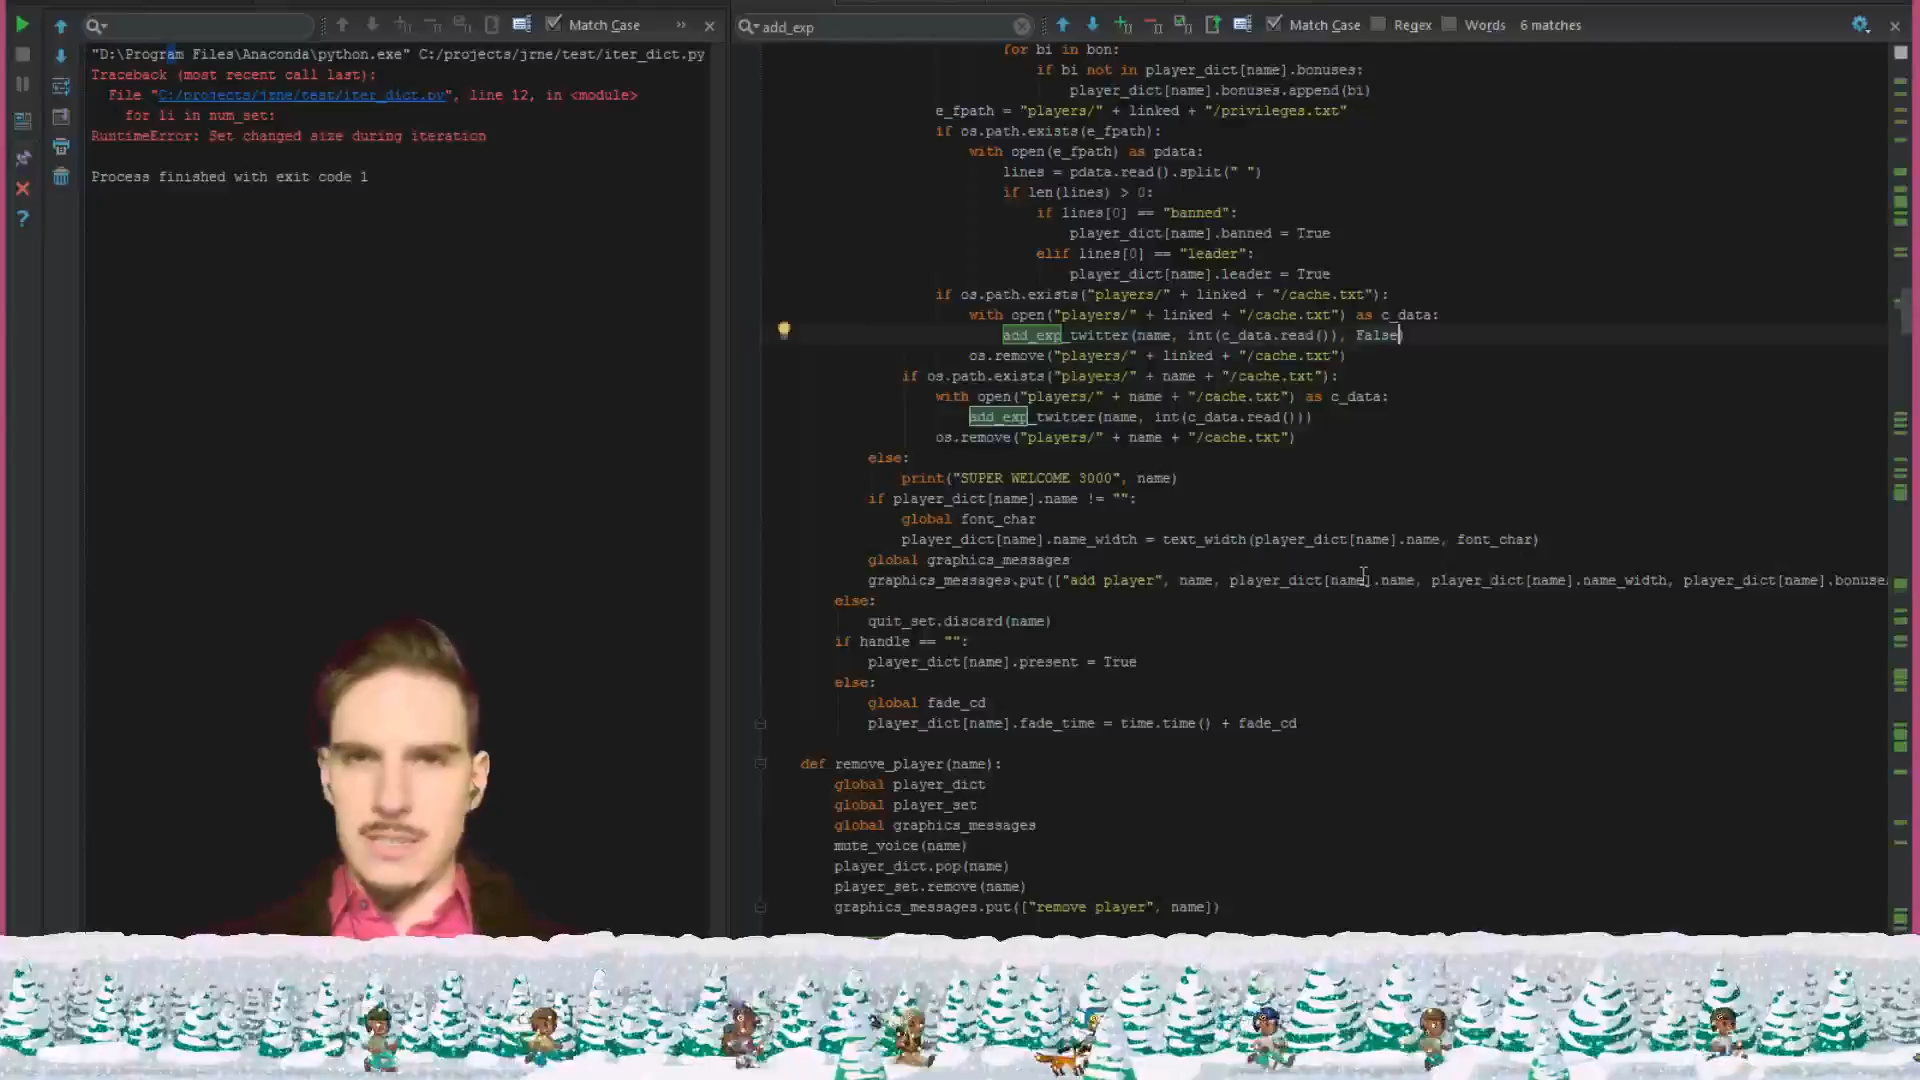 Match Case
"D:\Program Files\Anaconda\python.exe" C:/projects/jrne/test/iter_dict.py
Traceback (most recent call last):
File "C:/projects/jrne/test/iter_dict.py", line 12, in <module>
for li in num_set:
RuntimeError: Set changed size during iteration
Process finished with exit code 1
add_exp
Match Case Regex Words 6 matches
for bi in bon:
if bi not in player_dict[name].bonuses:
player_dict[name].bonuses.append(bi)
e_fpath = "players/" + linked + "/privileges.txt"
if os.path.exists(e_fpath):
with open(e_fpath) as pdata:
lines = pdata.read().split(" ")
if len(lines) > 0:
if lines[0] == "banned":
player_dict[name].banned = True
elif lines[0] == "leader":
player_dict[name].leader = True
if os.path.exists("players/" + linked + "/cache.txt"):
with open("players/" + linked + "/cache.txt") as c_data:
add_exp_twitter(name, int(c_data.read()), False)
os.remove("players/" + linked + "/cache.txt")
if os.path.exists("players/" + name + "/cache.txt"):
with open("players/" + name + "/cache.txt") as c_data:
add_exp_twitter(name, int(c_data.read()))
os.remove("players/" + name + "/cache.txt")
else:
print("SUPER WELCOME 3000", name)
if player_dict[name].name != "":
global font_char
player_dict[name].name_width = text_width(player_dict[name].name, font_char)
global graphics_messages
graphics_messages.put(["add player", name, player_dict[name].name, player_dict[name].name_width, player_dict[name].bonuse
else:
quit_set.discard(name)
if handle == "":
player_dict[name].present = True
else:
global fade_cd
player_dict[name].fade_time = time.time() + fade_cd
def remove_player(name):
global player_dict
global player_set
global graphics_messages
mute_voice(name)
player_dict.pop(name)
player_set.remove(name)
graphics_messages.put(["remove player", name])